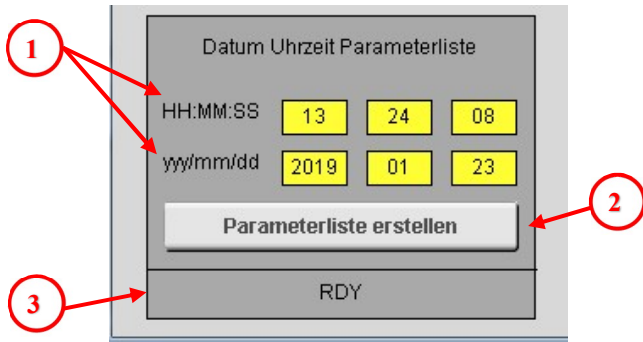 1
Datum Uhrzeit Parameterliste
HH:MM:SS 13 24 08
yyy/mm/dd 2019 01 23
Parameterliste erstellen
2
RDY
3